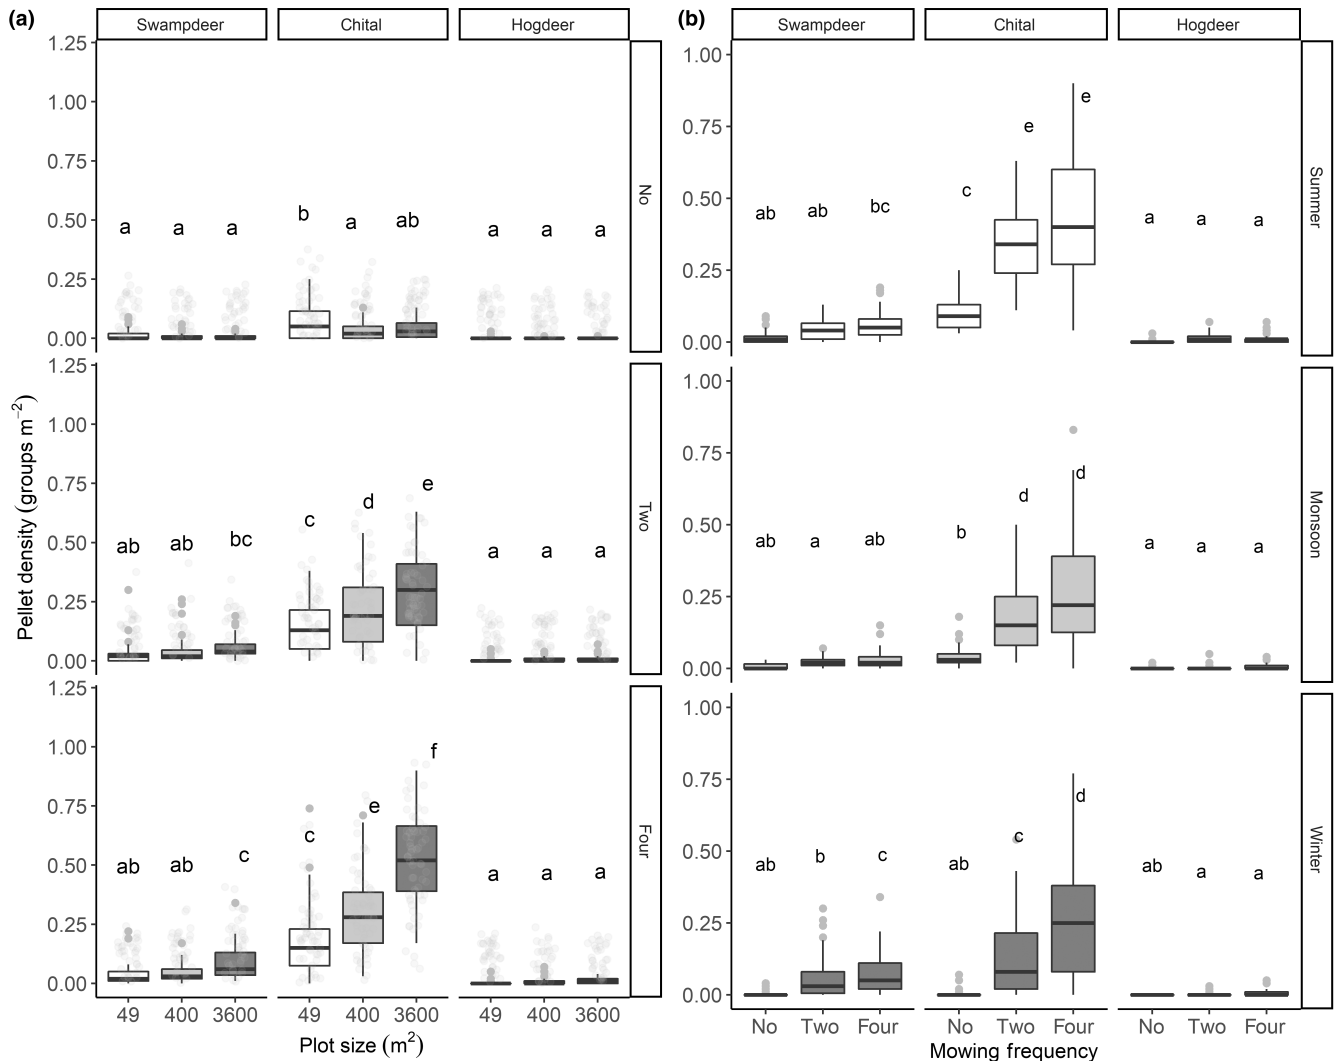 (a)
Swampdeer Chital Hogdeer
1.25
1.00
0.75
0.50
0.25
0.00
a a a b a ab a a a
No
1.25
1.00
0.75
0.50
0.25
0.00
ab ab bc c d e a a a
Two
1.25
1.00
0.75
0.50
0.25
0.00
ab ab c c e f a a a
Four
49 400 3600 49 400 3600 49 400 3600
Plot size (m²)
Pellet density (groups m⁻²)
(b)
Swampdeer Chital Hogdeer
1.00
0.75
0.50
0.25
0.00
ab ab bc c e e a a a
Summer
1.00
0.75
0.50
0.25
0.00
ab a ab b d d a a a
Monsoon
1.00
0.75
0.50
0.25
0.00
ab b c ab c d ab a a
Winter
No Two Four No Two Four No Two Four
Mowing frequency